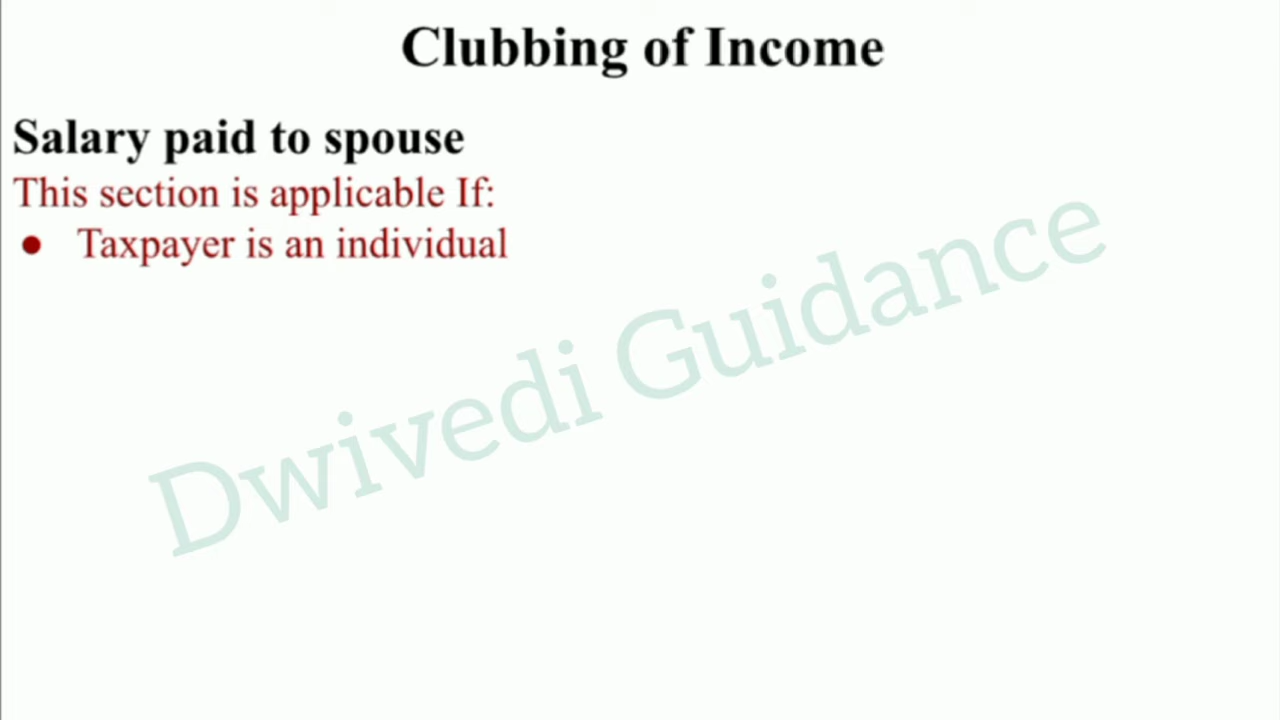 Clubbing of Income
Salary paid to spouse
This section is applicable If:
● Taxpayer is an individual
Dwivedi Guidance